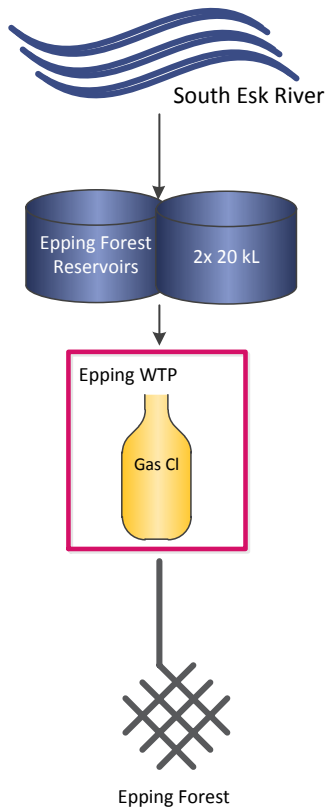 South Esk River
Epping Forest
Reservoirs
2x 20 kL
Epping WTP
Gas Cl
Epping Forest